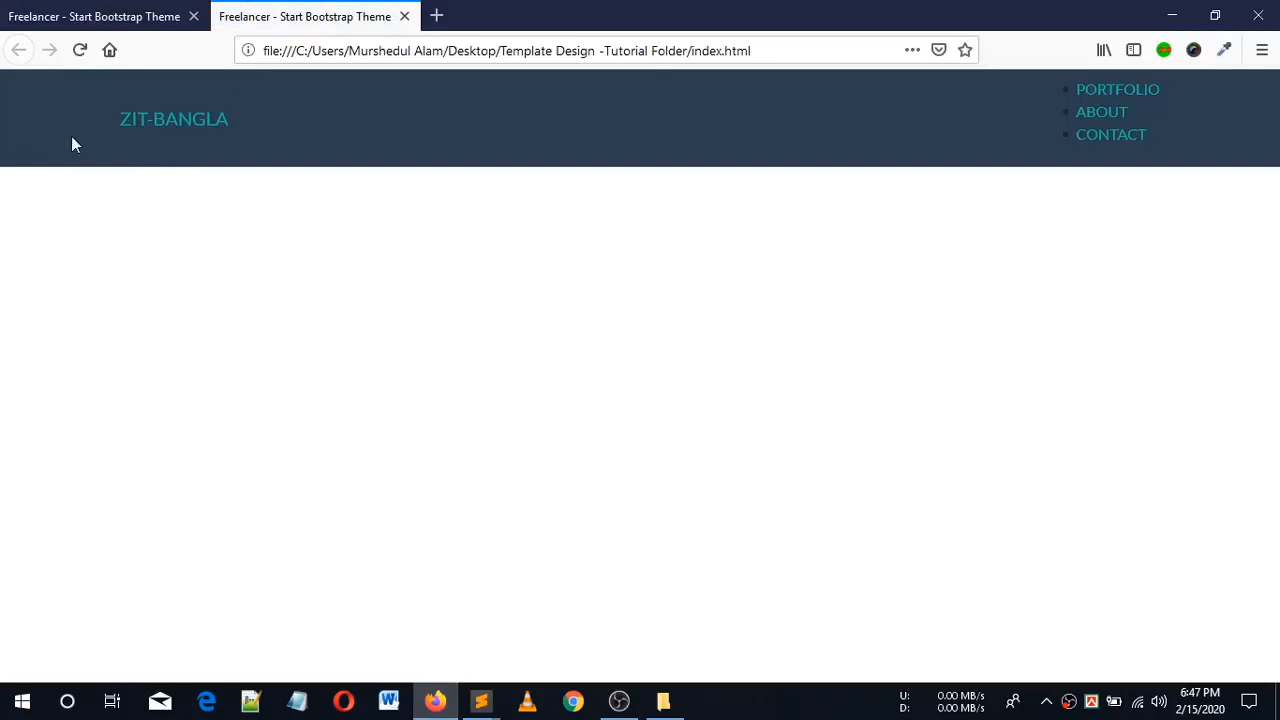 Freelancer - Start Bootstrap Theme
Freelancer - Start Bootstrap Theme
file:///C:/Users/Murshedul Alam/Desktop/Template Design -Tutorial Folder/index.html
ZIT-BANGLA
PORTFOLIO
ABOUT
CONTACT
U: 0.00 MB/s
D: 0.00 MB/s
6:47 PM
2/15/2020